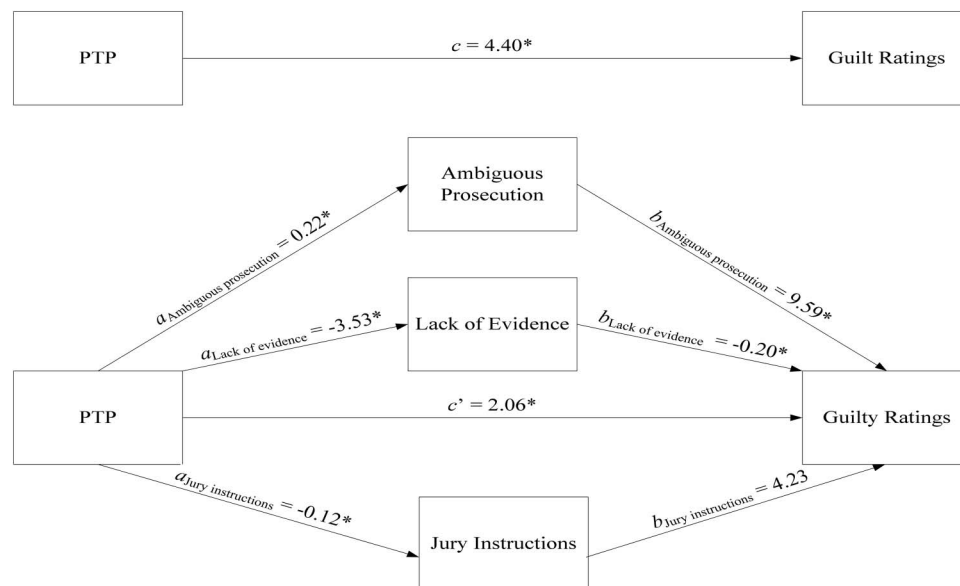 PTP
c = 4.40*
Guilt Ratings
Ambiguous
Prosecution
aAmbiguous prosecution = 0.22*
bAmbiguous prosecution = 9.59*
Lack of Evidence
aLack of evidence = -3.53*
bLack of evidence = -0.20*
PTP
c’ = 2.06*
Guilty Ratings
aJury instructions = -0.12*
bJury instructions = 4.23
Jury Instructions